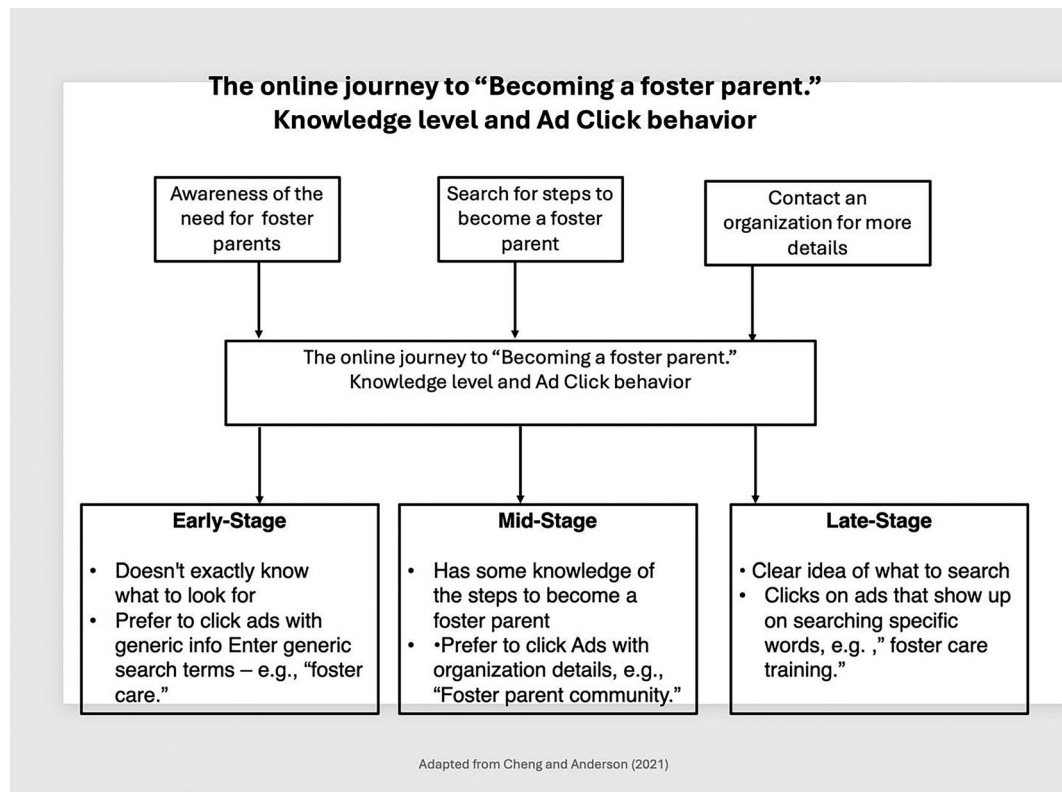 The online journey to “Becoming a foster parent.”
Knowledge level and Ad Click behavior
Awareness of the
need for foster
parents
Search for steps to
become a foster
parent
Contact an
organization for more
details
The online journey to “Becoming a foster parent.”
Knowledge level and Ad Click behavior
Early-Stage
• Doesn't exactly know
what to look for
• Prefer to click ads with
generic info Enter generic
search terms – e.g., “foster
care.”
Mid-Stage
• Has some knowledge of
the steps to become a
foster parent
• •Prefer to click Ads with
organization details, e.g.,
“Foster parent community.”
Late-Stage
• Clear idea of what to search
• Clicks on ads that show up
on searching specific
words, e.g. ,” foster care
training.”
Adapted from Cheng and Anderson (2021)